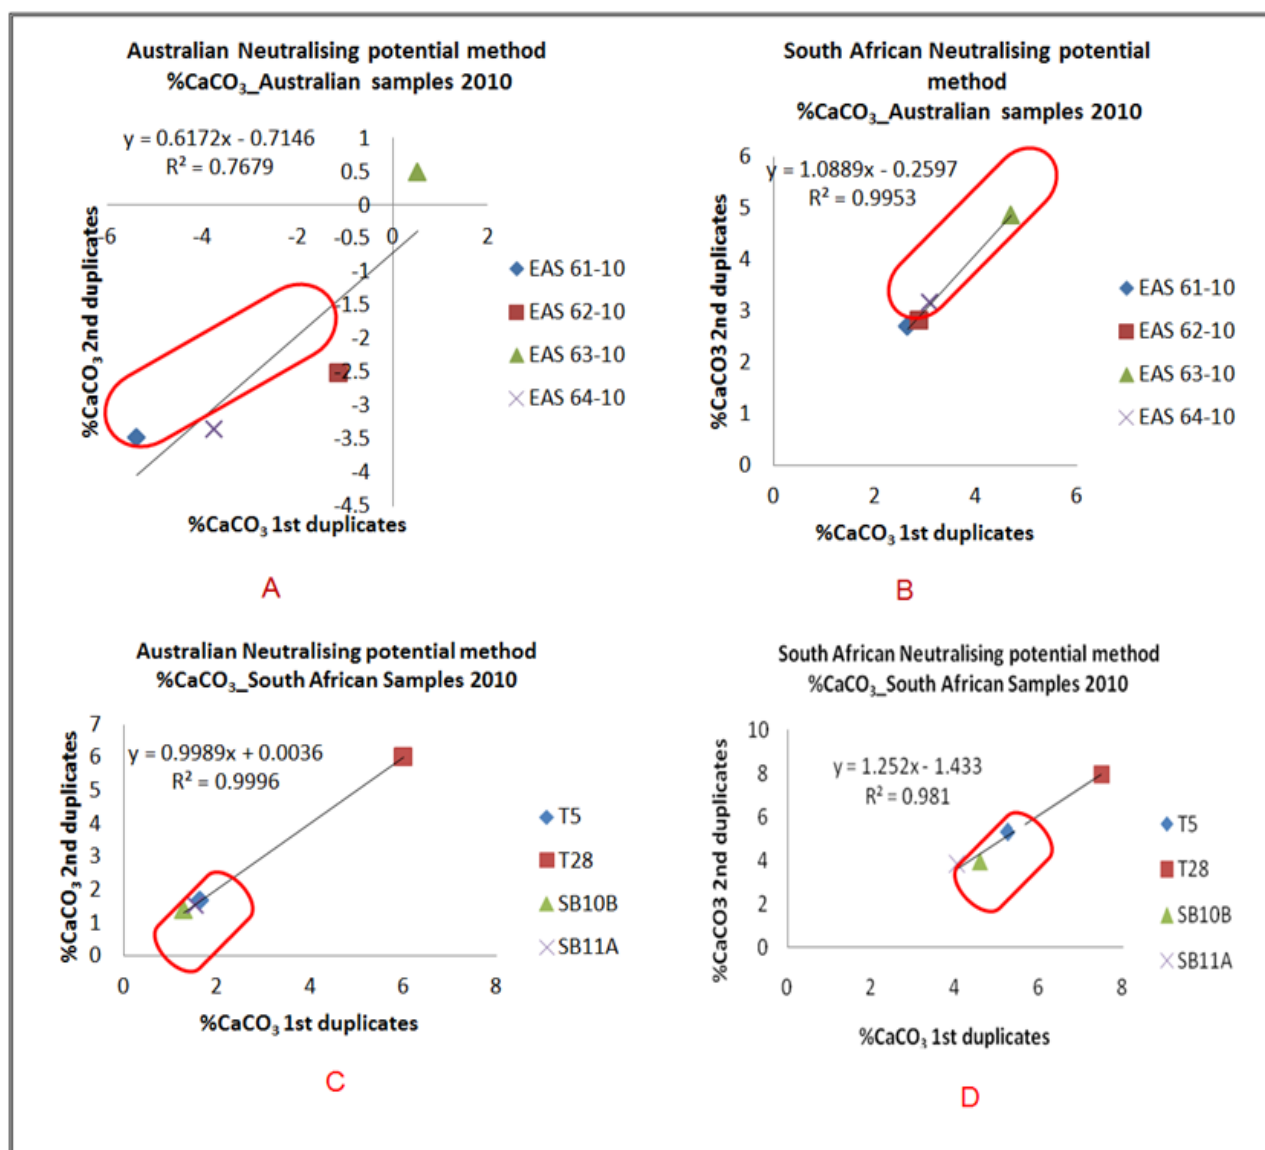 Australian Neutralising potential method
%CaCO₃_Australian samples 2010
y = 0.6172x - 0.7146
R² = 0.7679
1
0.5
0
-0.5
-1
-1.5
-2
-2.5
-3
-3.5
-4
-4.5
-6 -4 -2 0 2
%CaCO₃ 2nd duplicates
%CaCO₃ 1st duplicates
EAS 61-10
EAS 62-10
EAS 63-10
EAS 64-10
A
South African Neutralising potential
method
%CaCO₃_Australian samples 2010
y = 1.0889x - 0.2597
R² = 0.9953
6
5
4
3
2
1
0
0 2 4 6
%CaCO3 2nd duplicates
%CaCO₃ 1st duplicates
EAS 61-10
EAS 62-10
EAS 63-10
EAS 64-10
B
Australian Neutralising potential method
%CaCO₃_South African Samples 2010
y = 0.9989x + 0.0036
R² = 0.9996
7
6
5
4
3
2
1
0
0 2 4 6 8
%CaCO₃ 2nd duplicates
%CaCO₃ 1st duplicates
T5
T28
SB10B
SB11A
C
South African Neutralising potential method
%CaCO₃_South African Samples 2010
y = 1.252x - 1.433
R² = 0.981
10
8
6
4
2
0
0 2 4 6 8
%CaCO3 2nd duplicates
%CaCO₃ 1st duplicates
T5
T28
SB10B
SB11A
D